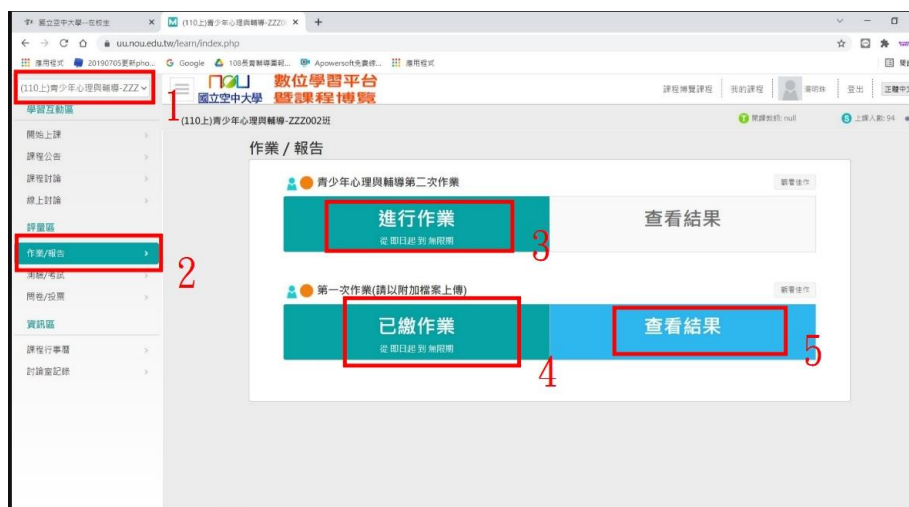 國立空中大學--在校生
(110上)青少年心理與輔導-ZZZ0
uu.nou.edu.tw/learn/index.php
應用程式
20190705更新pho...
Google
Apowersoft免費線...
應用程式
(110上)青少年心理與輔導-ZZZ
1
NOU
國立空中大學
數位學習平台
暨課程博覽
課程博覽課程
我的課程
登出
正體中文
學習互動區
(110上)青少年心理與輔導-ZZZ002班
開課教師: null
上課人數: 94
開始上課
課程公告
課程討論
線上討論
評量區
作業/報告
2
測驗/考試
問卷/投票
資訊區
課程行事曆
討論室記錄
作業 / 報告
青少年心理與輔導第二次作業
觀看佳作
進行作業
從 即日起 到 無限期
3
查看結果
第一次作業(請以附加檔案上傳)
觀看佳作
已繳作業
從 即日起 到 無限期
4
查看結果
5